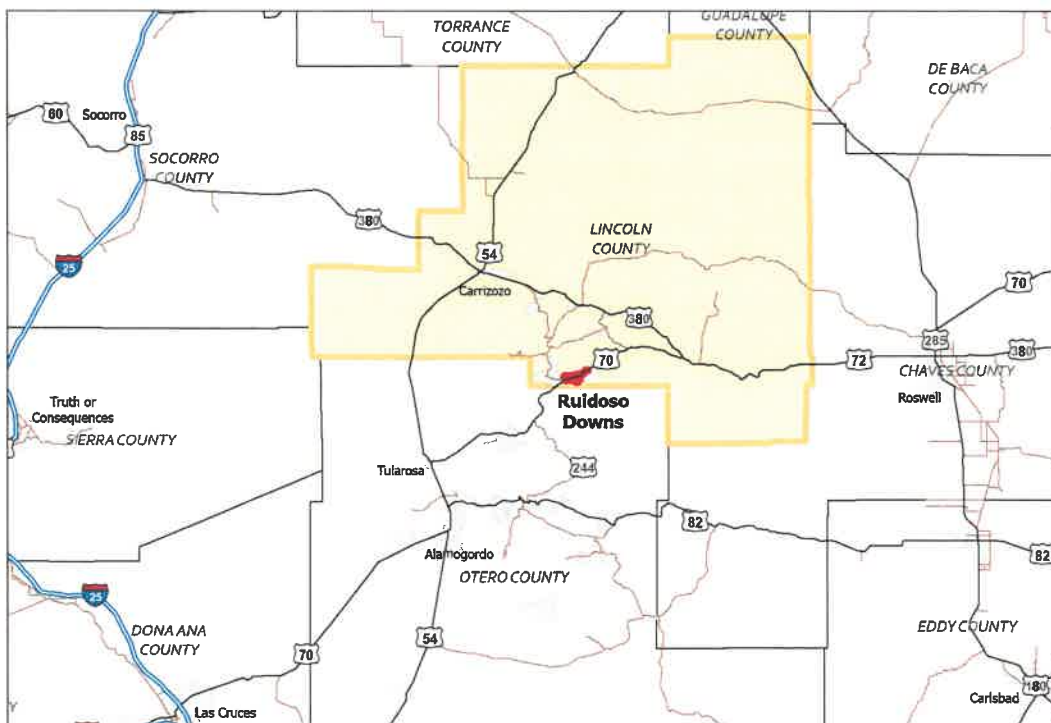 TORRANCE
COUNTY
GUADALUPE
COUNTY
DE BACA
COUNTY
60
Socorro
85
SOCORRO
COUNTY
380
54
LINCOLN
COUNTY
25
Carrizozo
380
70
285
70
72
380
CHAVES COUNTY
Roswell
Ruidoso
Downs
Truth or
Consequences
SIERRA COUNTY
Tularosa
244
82
Alamogordo
OTERO COUNTY
82
25
DONA ANA
COUNTY
70
54
EDDY COUNTY
180
Carlsbad
Las Cruces
Y